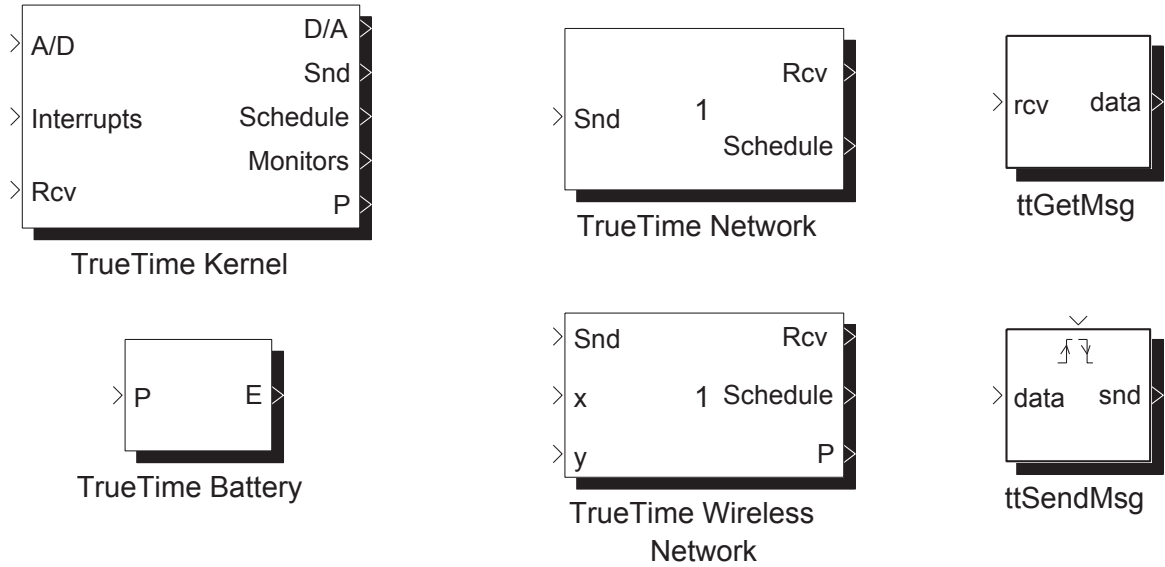 A/D
Interrupts
Rcv
D/A
Snd
Schedule
Monitors
P
TrueTime Kernel
Snd
1
Rcv
Schedule
TrueTime Network
rcv data
ttGetMsg
P E
TrueTime Battery
Snd
x
y
1
Rcv
Schedule
P
TrueTime Wireless
Network
data snd
ttSendMsg